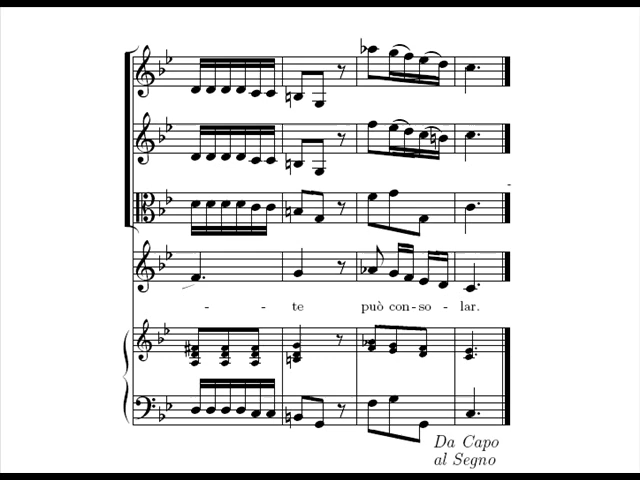 - - te può con - so - lar.
Da Capo
al Segno